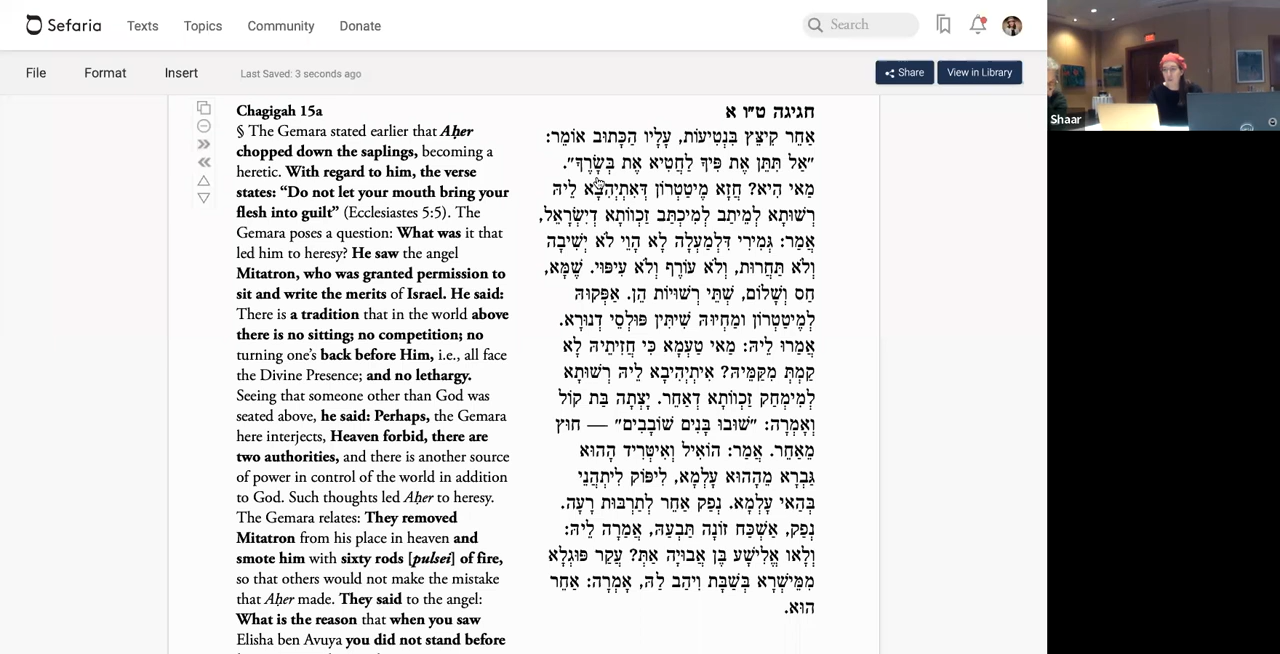 Sefaria
Texts
Topics
Community
Donate
Search
File
Format
Insert
Last Saved: 3 seconds ago
Share
View in Library
Chagigah 15a
§ The Gemara stated earlier that Aḥer
chopped down the saplings, becoming a
heretic. With regard to him, the verse
states: “Do not let your mouth bring your
flesh into guilt” (Ecclesiastes 5:5). The
Gemara poses a question: What was it that
led him to heresy? He saw the angel
Mitatron, who was granted permission to
sit and write the merits of Israel. He said:
There is a tradition that in the world above
there is no sitting; no competition; no
turning one’s back before Him, i.e., all face
the Divine Presence; and no lethargy.
Seeing that someone other than God was
seated above, he said: Perhaps, the Gemara
here interjects, Heaven forbid, there are
two authorities, and there is another source
of power in control of the world in addition
to God. Such thoughts led Aḥer to heresy.
The Gemara relates: They removed
Mitatron from his place in heaven and
smote him with sixty rods [pulsei] of fire,
so that others would not make the mistake
that Aḥer made. They said to the angel:
What is the reason that when you saw
Elisha ben Avuya you did not stand before
חגיגה ט״ו א
אַחֵר קִיצֵּץ בִּנְטִיעוֹת, עָלָיו הַכָּתוּב אוֹמֵר:
״אַל תִּתֵּן אֶת פִּיךָ לַחֲטִיא אֶת בְּשָׂרֶךָ״.
מַאי הִיא? חֲזָא מֶיטַטְרוֹן דְּאִתְיְהִבָא לֵיהּ
רְשׁוּתָא לְמֵיתַב לְמִיכְתַּב זַכְווֹתָא דְיִשְׂרָאֵל,
אֲמַר: גְּמִירִי דִּלְמַעְלָה לָא הָוֵי לֹא יְשִׁיבָה
וְלֹא תַּחֲרוּת, וְלֹא עוֹרֶף וְלֹא עִיפּוּי. שֶׁמָּא,
חַס וְשָׁלוֹם, שְׁתֵּי רְשׁוּיוֹת הֵן. אַפְּקוּהּ
לְמֶיטַטְרוֹן וּמַחְיוּהּ שִׁיתִּין פּוּלְסֵי דְנוּרָא.
אֲמַרוּ לֵיהּ: מַאי טַעְמָא כִּי חֲזִיתֵיהּ לָא
קַמְתְּ מִקַּמֵּיהּ? אִיתְיְהִיבָא לֵיהּ רְשׁוּתָא
לְמִימְחַק זַכְווֹתָא דְאַחֵר. יָצְתָה בַּת קוֹל
וְאָמְרָה: ״שׁוּבוּ בָּנִים שׁוֹבָבִים״ — חוּץ
מֵאַחֵר. אֲמַר: הוֹאִיל וְאִיטְּרִיד הָהוּא
גַּבְרָא מֵהָהוּא עָלְמָא, לִיפּוֹק לִיתְהֲנֵי
בְּהַאי עָלְמָא. נְפַק אַחֵר לְתַרְבּוּת רָעָה.
נְפַק, אַשְׁכַּח זוֹנָה תַּבְעַהּ, אֲמַרָה לֵיהּ:
וְלָאו אֱלִישָׁע בֶּן אֲבוּיָה אַתְּ? עֲקַר פּוּגְלָא
מִמֵּישְׁרָא בְּשַׁבָּת וִיהַב לַהּ, אָמְרָה: אַחֵר
הוּא.
Shaar